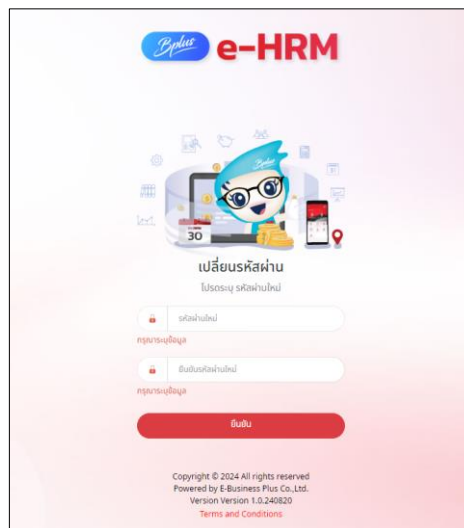 Bplus e-HRM
Bplus
30
เปลี่ยนรหัสผ่าน
โปรดระบุ รหัสผ่านใหม่
รหัสผ่านใหม่
กรุณาระบุข้อมูล
ยืนยันรหัสผ่านใหม่
กรุณาระบุข้อมูล
ยืนยัน
Copyright © 2024 All rights reserved
Powered by E-Business Plus Co.,Ltd.
Version Version 1.0.240820
Terms and Conditions